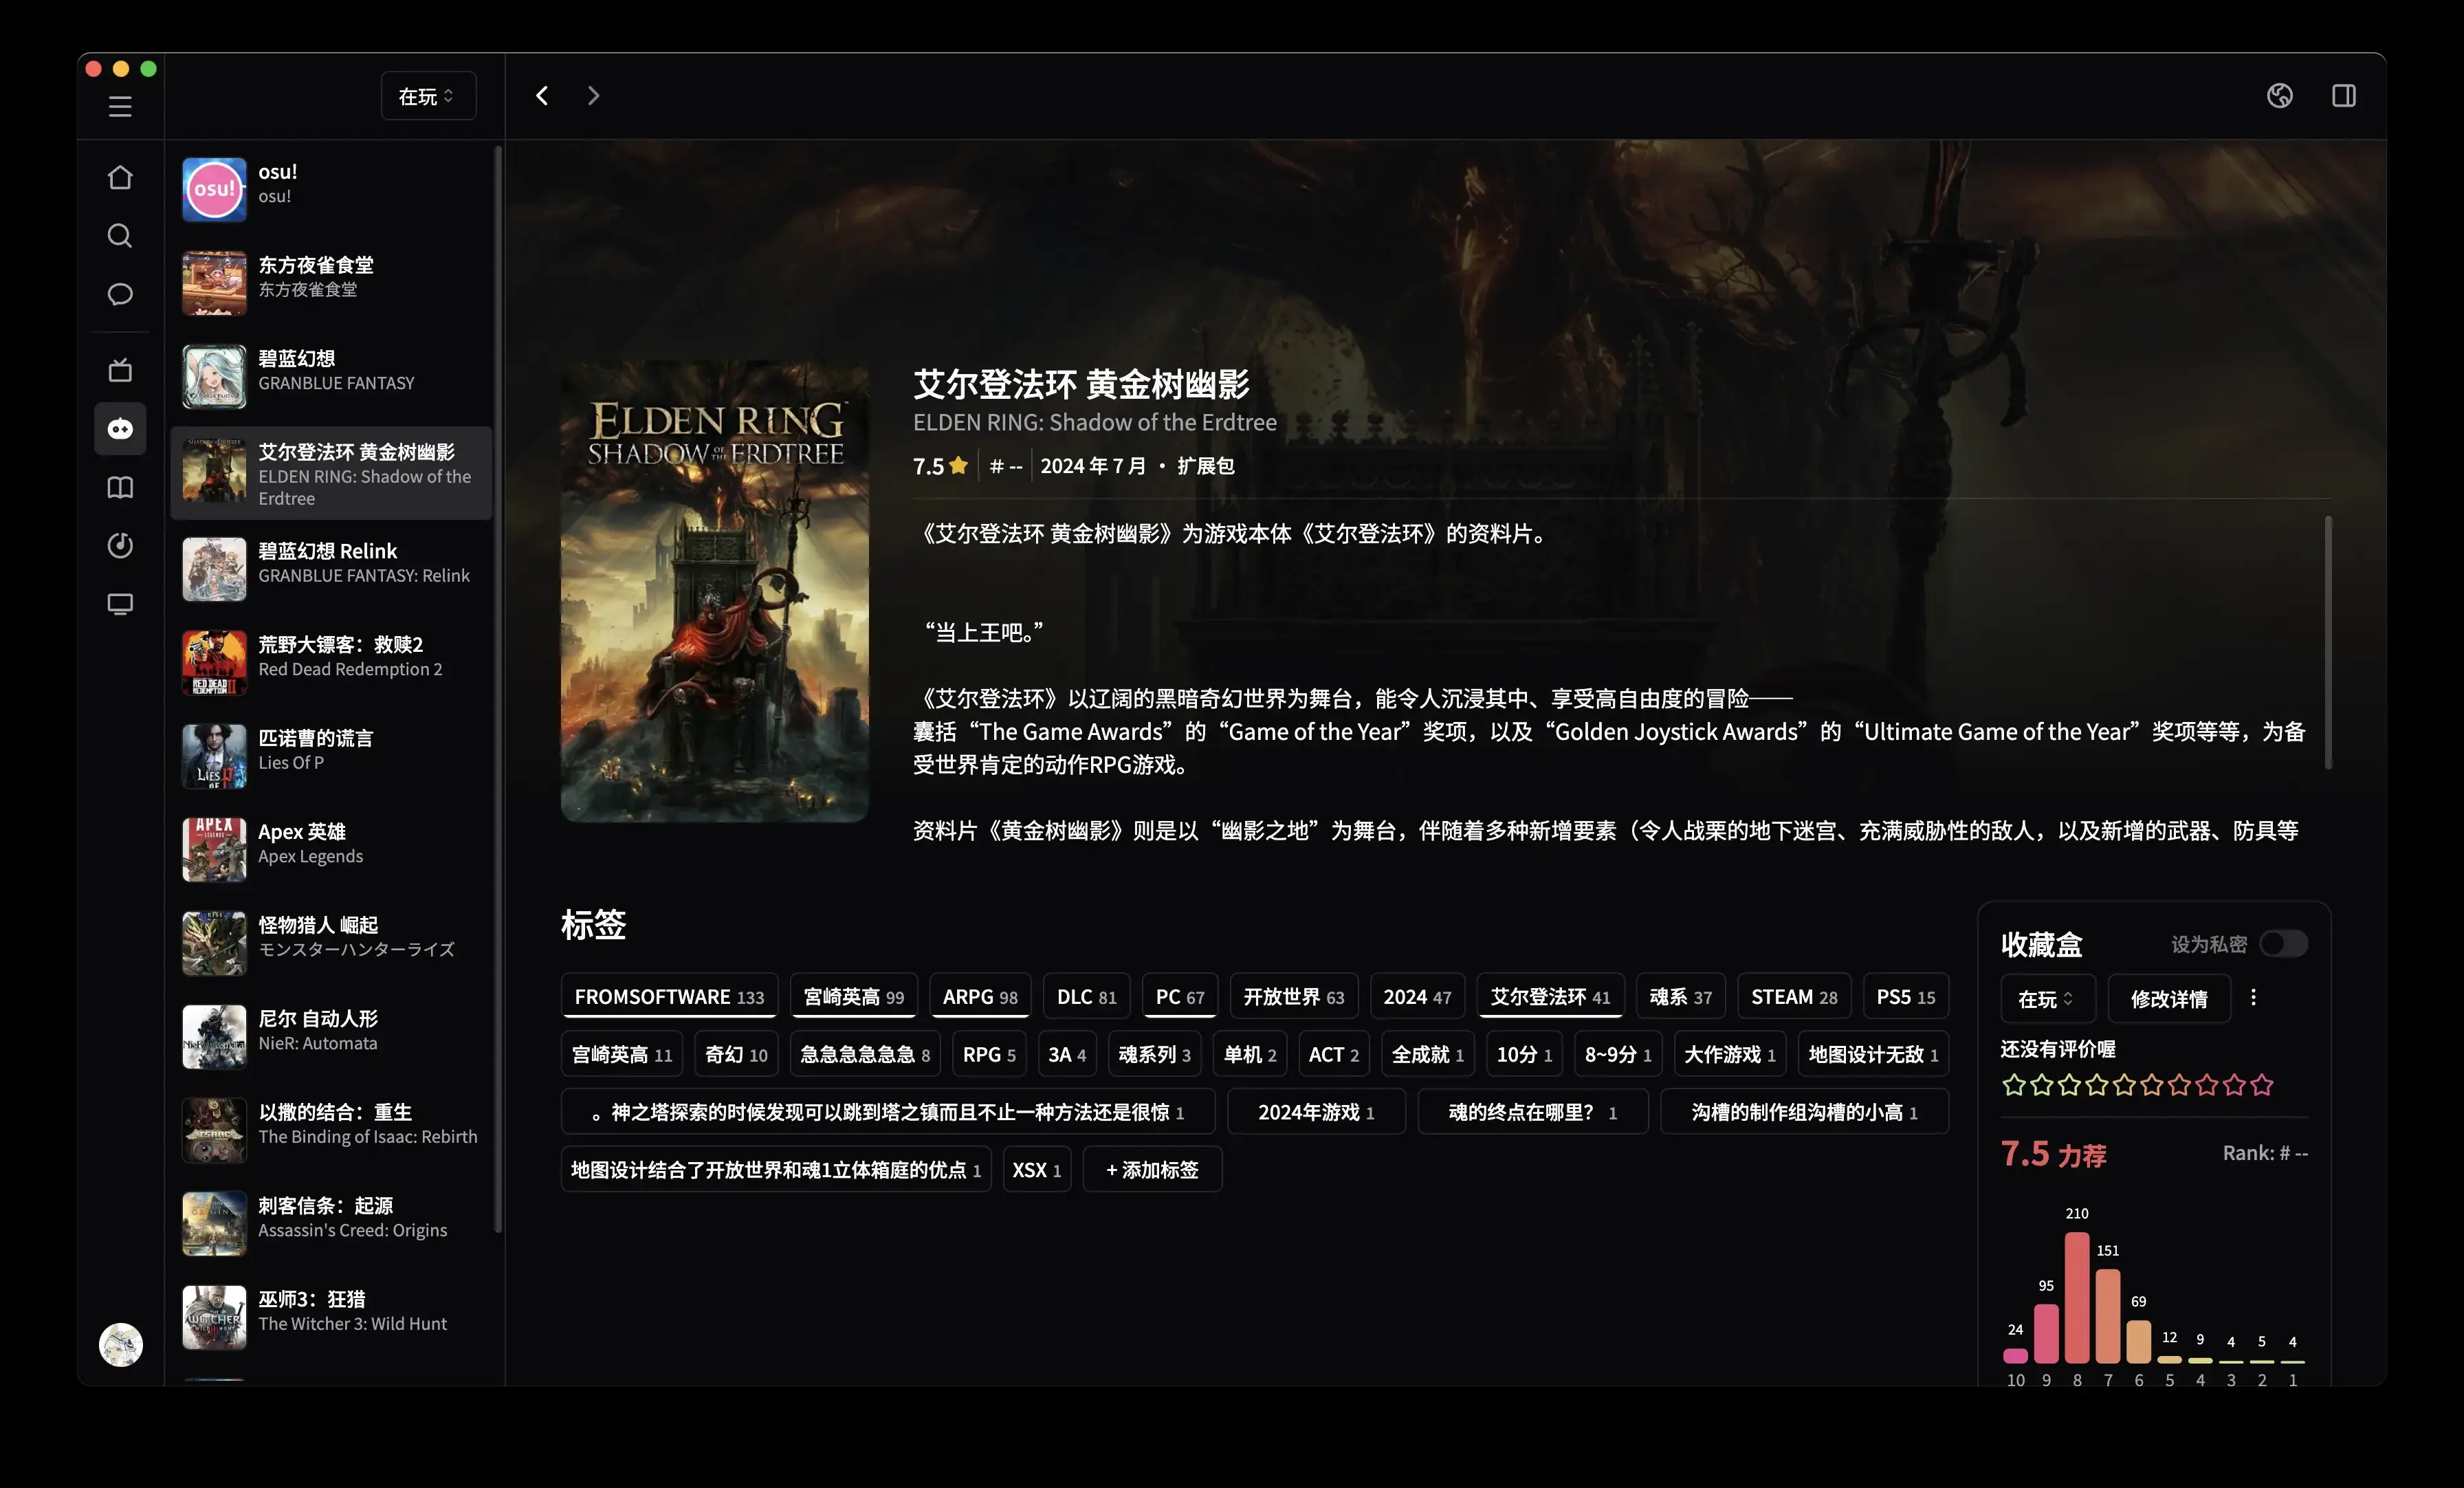 在玩
osu!
osu!
osu!
东方夜雀食堂
东方夜雀食堂
碧蓝幻想
GRANBLUE FANTASY
艾尔登法环 黄金树幽影
ELDEN RING: Shadow of the
Erdtree
碧蓝幻想 Relink
GRANBLUE FANTASY: Relink
RED DEAD
REDEMPTION II
荒野大镖客：救赎2
Red Dead Redemption 2
LIES OF P
匹诺曹的谎言
Lies Of P
APEX
LEGENDS
Apex 英雄
Apex Legends
怪物猎人 崛起
モンスターハンターライズ
NieR:Automata
尼尔 自动人形
NieR: Automata
ISAAC
以撒的结合：重生
The Binding of Isaac: Rebirth
ORIGINS
刺客信条：起源
Assassin's Creed: Origins
THE
WITCHER
WILD HUNT
巫师3：狂猎
The Witcher 3: Wild Hunt
ELDEN RING
SHADOW OF THE ERDTREE
艾尔登法环 黄金树幽影
ELDEN RING: Shadow of the Erdtree
7.5 # -- 2024 年 7 月 · 扩展包
《艾尔登法环 黄金树幽影》为游戏本体《艾尔登法环》的资料片。
“当上王吧。”
《艾尔登法环》以辽阔的黑暗奇幻世界为舞台，能令人沉浸其中、享受高自由度的冒险——
囊括“The Game Awards”的“Game of the Year”奖项，以及“Golden Joystick Awards”的“Ultimate Game of the Year”奖项等等，为备
受世界肯定的动作RPG游戏。
资料片《黄金树幽影》则是以“幽影之地”为舞台，伴随着多种新增要素（令人战栗的地下迷宫、充满威胁性的敌人，以及新增的武器、防具等
标签
FROMSOFTWARE 133 宫崎英高 99 ARPG 98 DLC 81 PC 67 开放世界 63 2024 47 艾尔登法环 41 魂系 37 STEAM 28 PS5 15
宫崎英高 11 奇幻 10 急急急急急急 8 RPG 5 3A 4 魂系列 3 单机 2 ACT 2 全成就 1 10分 1 8~9分 1 大作游戏 1 地图设计无敌 1
。神之塔探索的时候发现可以跳到塔之镇而且不止一种方法还是很惊 1 2024年游戏 1 魂的终点在哪里？ 1 沟槽的制作组沟槽的小高 1
地图设计结合了开放世界和魂1立体箱庭的优点 1 XSX 1 + 添加标签
收藏盒 设为私密
在玩 修改详情
还没有评价喔
7.5 力荐 Rank: # --
24 95 210 151 69 12 9 4 5 4
10 9 8 7 6 5 4 3 2 1